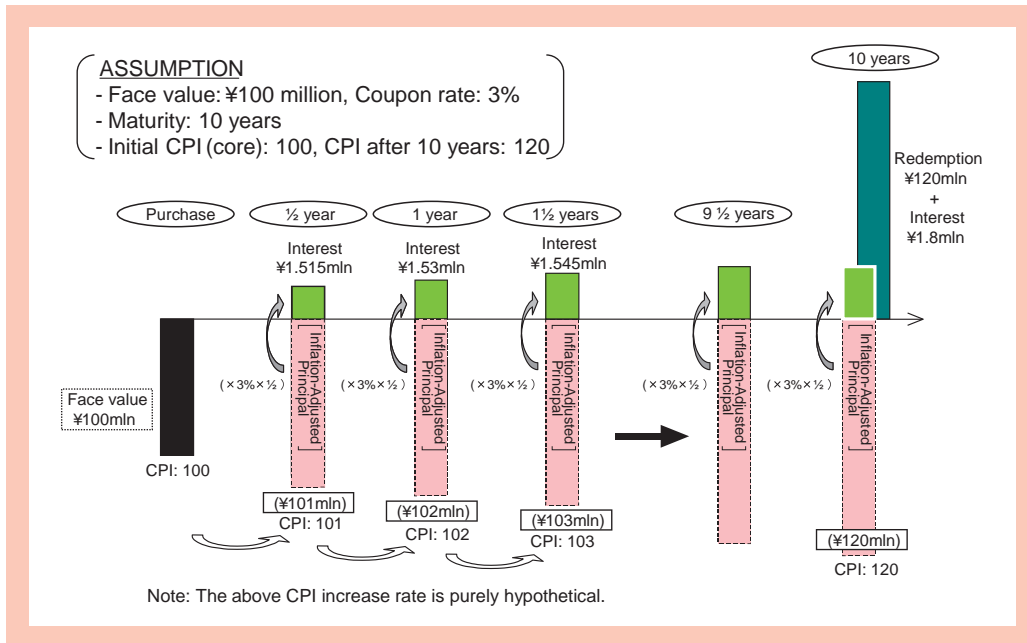 ASSUMPTION
- Face value: ¥100 million, Coupon rate: 3%
- Maturity: 10 years
- Initial CPI (core): 100, CPI after 10 years: 120
10 years
Redemption
¥120mln
+
Interest
¥1.8mln
Purchase
½ year
1 year
1½ years
9 ½ years
Interest
¥1.515mln
Interest
¥1.53mln
Interest
¥1.545mln
Face value
¥100mln
CPI: 100
(×3%×½)
[Inflation-Adjusted
Principal]
(¥101mln)
CPI: 101
(×3%×½)
[Inflation-Adjusted
Principal]
(¥102mln)
CPI: 102
(×3%×½)
[Inflation-Adjusted
Principal]
(¥103mln)
CPI: 103
(×3%×½)
[Inflation-Adjusted
Principal]
(×3%×½)
[Inflation-Adjusted
Principal]
(¥120mln)
CPI: 120
Note: The above CPI increase rate is purely hypothetical.